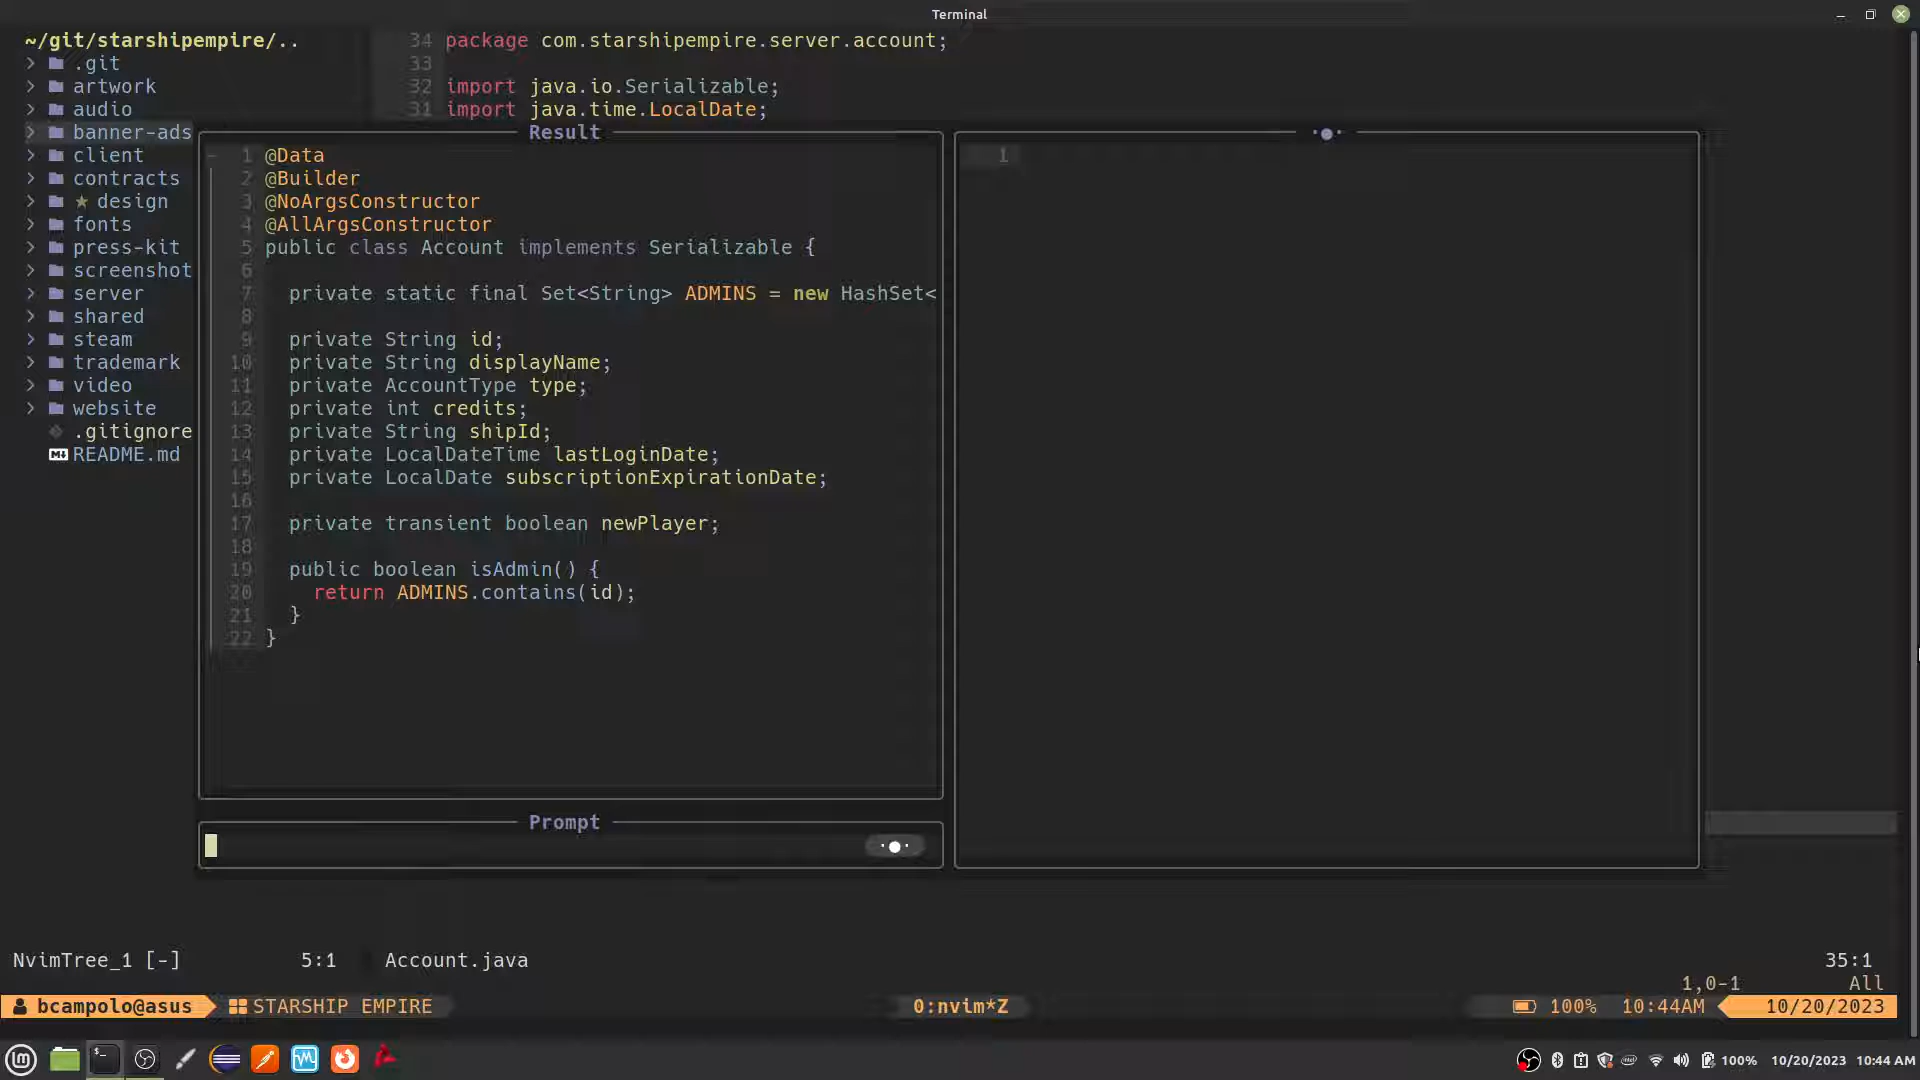 Terminal
~/git/starshipempire/..
.git
artwork
audio
banner-ads
client
contracts
★ design
fonts
press-kit
screenshot
server
shared
steam
trademark
video
website
.gitignore
README.md
34 package com.starshipempire.server.account;
33
32 import java.io.Serializable;
31 import java.time.LocalDate;
Result
1 @Data
2 @Builder
3 @NoArgsConstructor
4 @AllArgsConstructor
5 public class Account implements Serializable {
6
7 private static final Set<String> ADMINS = new HashSet<
8
9 private String id;
10 private String displayName;
11 private AccountType type;
12 private int credits;
13 private String shipId;
14 private LocalDateTime lastLoginDate;
15 private LocalDate subscriptionExpirationDate;
16
17 private transient boolean newPlayer;
18
19 public boolean isAdmin() {
20 return ADMINS.contains(id);
21 }
22 }
1
Prompt
NvimTree_1 [-] 5:1 Account.java 35:1
1,0-1 All
bcampolo@asus STARSHIP EMPIRE 0:nvim*Z 100% 10:44AM 10/20/2023
100% 10/20/2023 10:44 AM